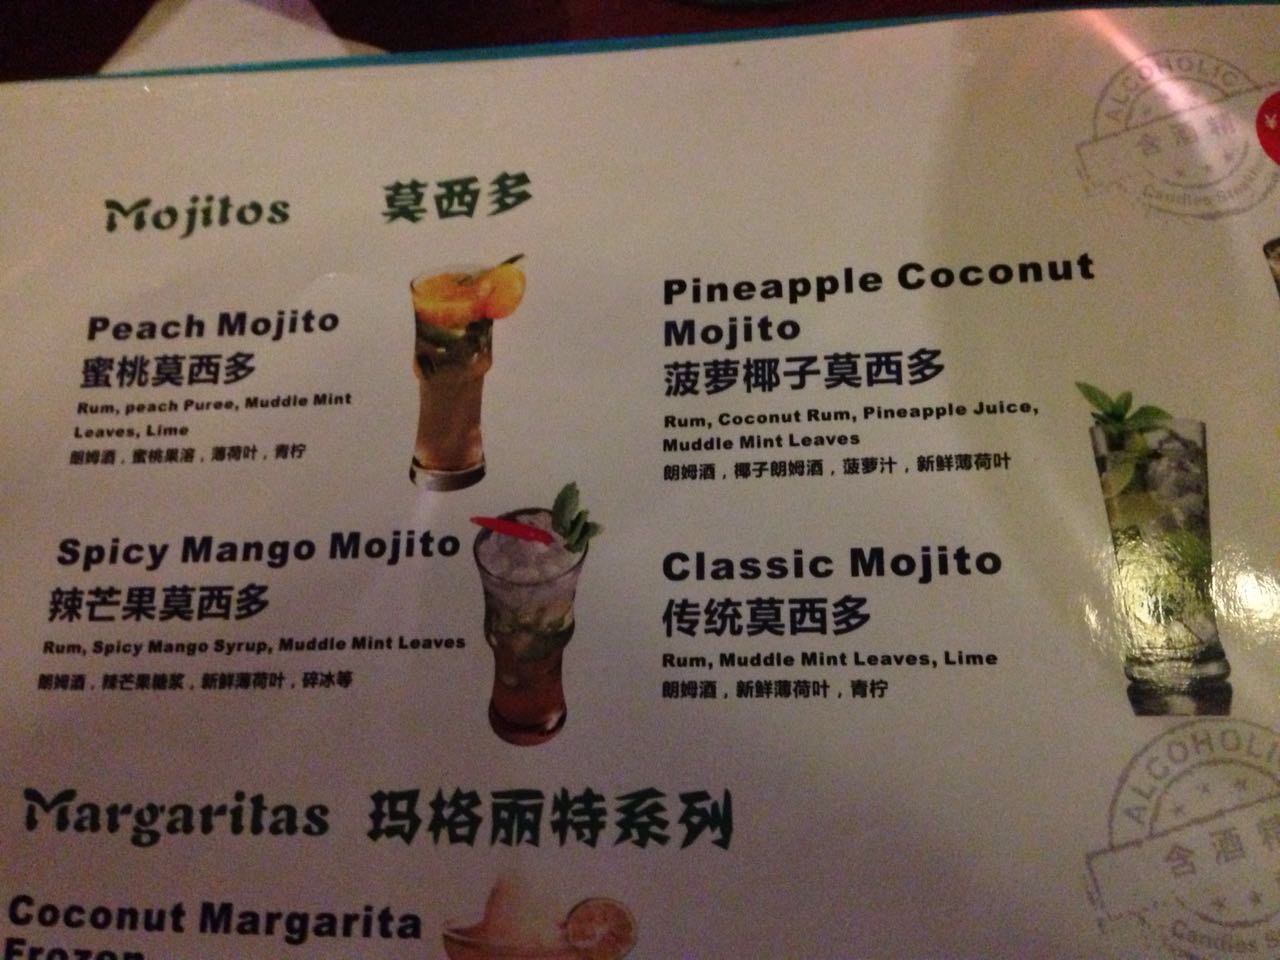 Mojitos 莫西多
Peach Mojito
蜜桃莫西多
Rum, peach Puree, Muddle Mint
Leaves, Lime
朗姆酒，蜜桃果溶，薄荷叶，青柠
Spicy Mango Mojito
辣芒果莫西多
Rum, Spicy Mango Syrup, Muddle Mint Leaves
朗姆酒，辣芒果糖浆，新鲜薄荷叶，碎冰等
Pineapple Coconut
Mojito
菠萝椰子莫西多
Rum, Coconut Rum, Pineapple Juice,
Muddle Mint Leaves
朗姆酒，椰子朗姆酒，菠萝汁，新鲜薄荷叶
Classic Mojito
传统莫西多
Rum, Muddle Mint Leaves, Lime
朗姆酒，新鲜薄荷叶，青柠
ALCOHOLIC
含酒精
¥
Margaritas 玛格丽特系列
Coconut Margarita
Frozen
ALCOHOLIC
含酒精